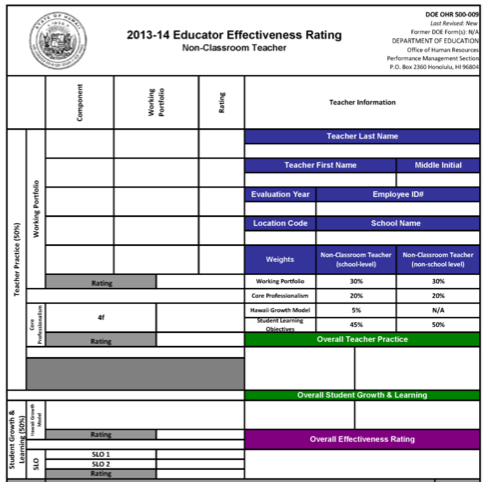 DOE OHR 500-009
Last Revised: New
Former DOE Form(s): N/A
DEPARTMENT OF EDUCATION
Office of Human Resources
Performance Management Section
P.O. Box 2360 Honolulu, HI 96804
STATE OF HAWAII
2013-14 Educator Effectiveness Rating
Non-Classroom Teacher
Component
Working Portfolio
Rating
Teacher Information
Teacher Practice (50%)
Working Portfolio
Teacher Last Name
Teacher First Name Middle Initial
Evaluation Year Employee ID#
Location Code School Name
Weights Non-Classroom Teacher (school-level) Non-Classroom Teacher (non-school level)
Rating
Working Portfolio 30% 30%
Core Professionalism 20% 20%
Hawaii Growth Model 5% N/A
Student Learning Objectives 45% 50%
Core Professionalism
4f
Rating
Overall Teacher Practice
Overall Student Growth & Learning
Student Growth & Learning (50%)
Hawaii Growth Model
Rating
Overall Effectiveness Rating
SLO
SLO 1
SLO 2
Rating